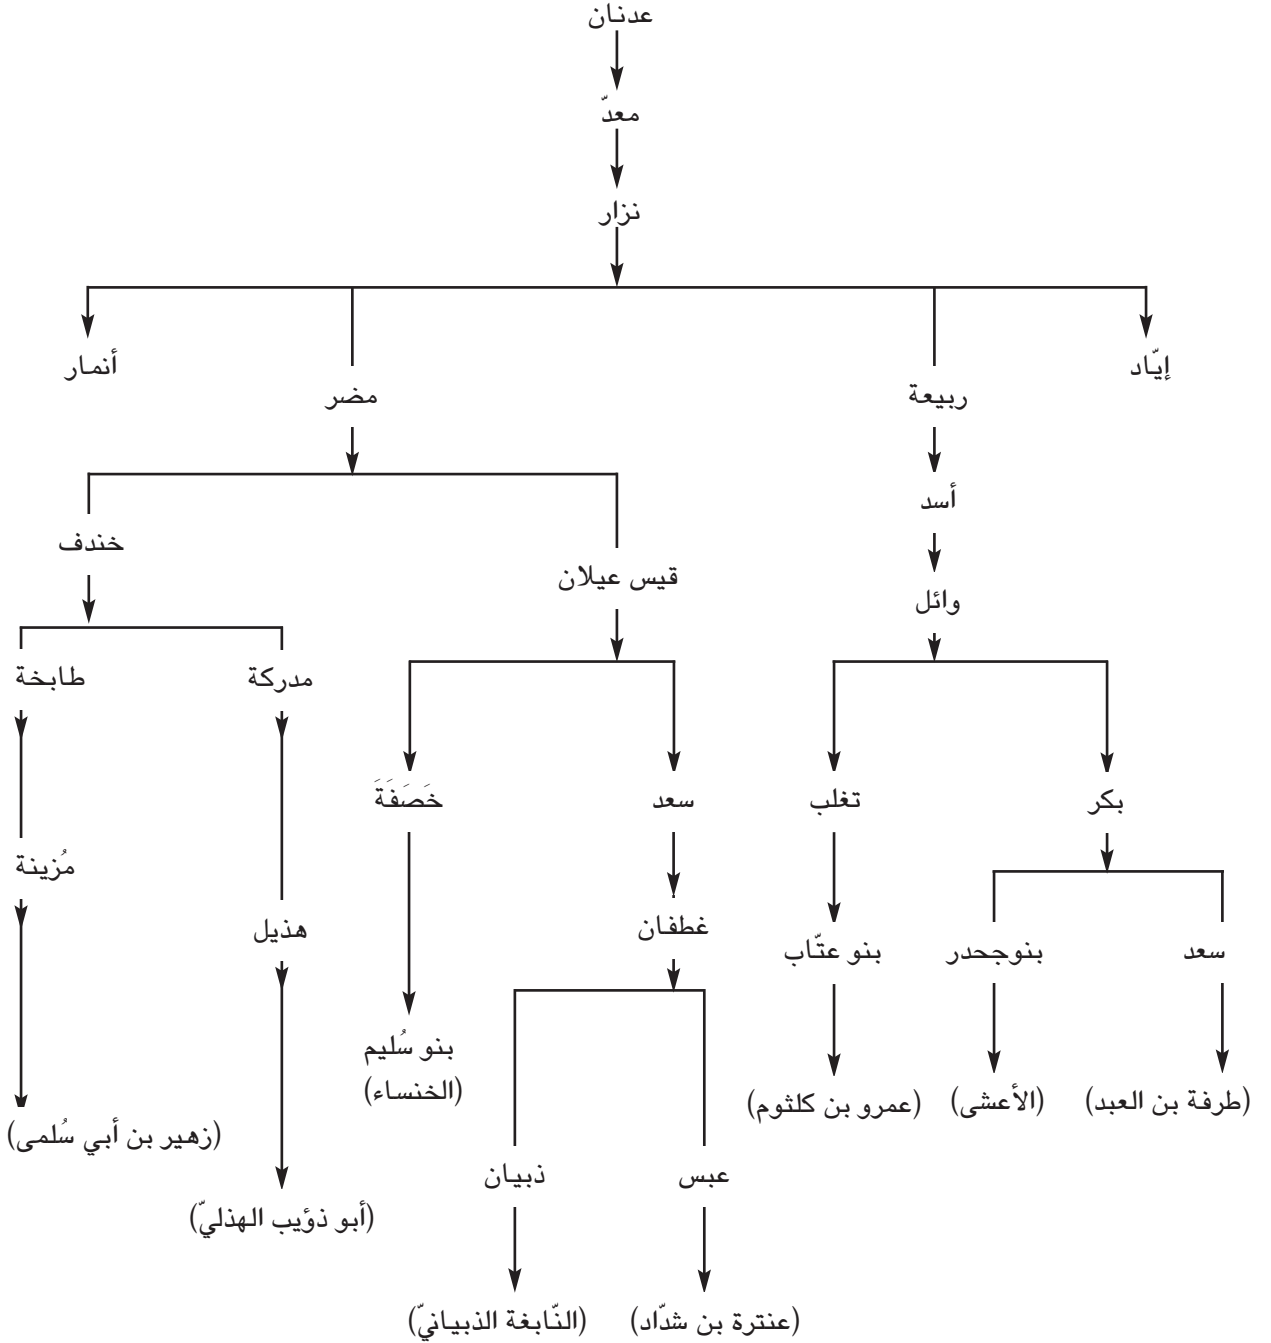 عدنان
معدّ
نزار
إيّاد
ربيعة
مضر
أنمار
أسد
وائل
قيس عيلان
خندف
مدركة
طابخة
بكر
تغلب
سعد
خَصَفَةَ
مُزينة
سعد
بنوجحدر
بنو عتّاب
غطفان
هذيل
بنو سُليم
(الخنساء)
(طرفة بن العبد)
(الأعشى)
(عمرو بن كلثوم)
(زهير بن أبي سُلمى)
عبس
ذبيان
(أبو ذؤيب الهذليّ)
(عنترة بن شدّاد)
(النّابغة الذبيانيّ)